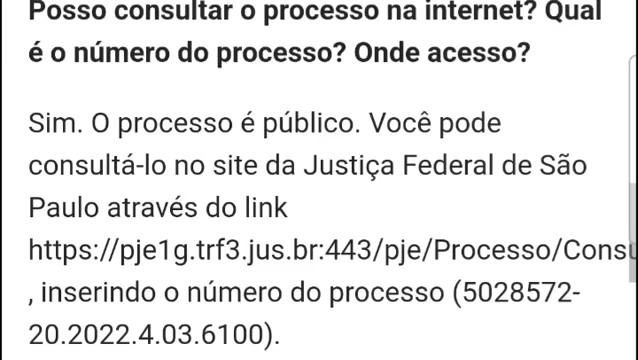 Posso consultar o processo na internet? Qual
é o número do processo? Onde acesso?
Sim. O processo é público. Você pode
consultá-lo no site da Justiça Federal de São
Paulo através do link
https://pje1g.trf3.jus.br:443/pje/Processo/Consu
, inserindo o número do processo (5028572-
20.2022.4.03.6100).